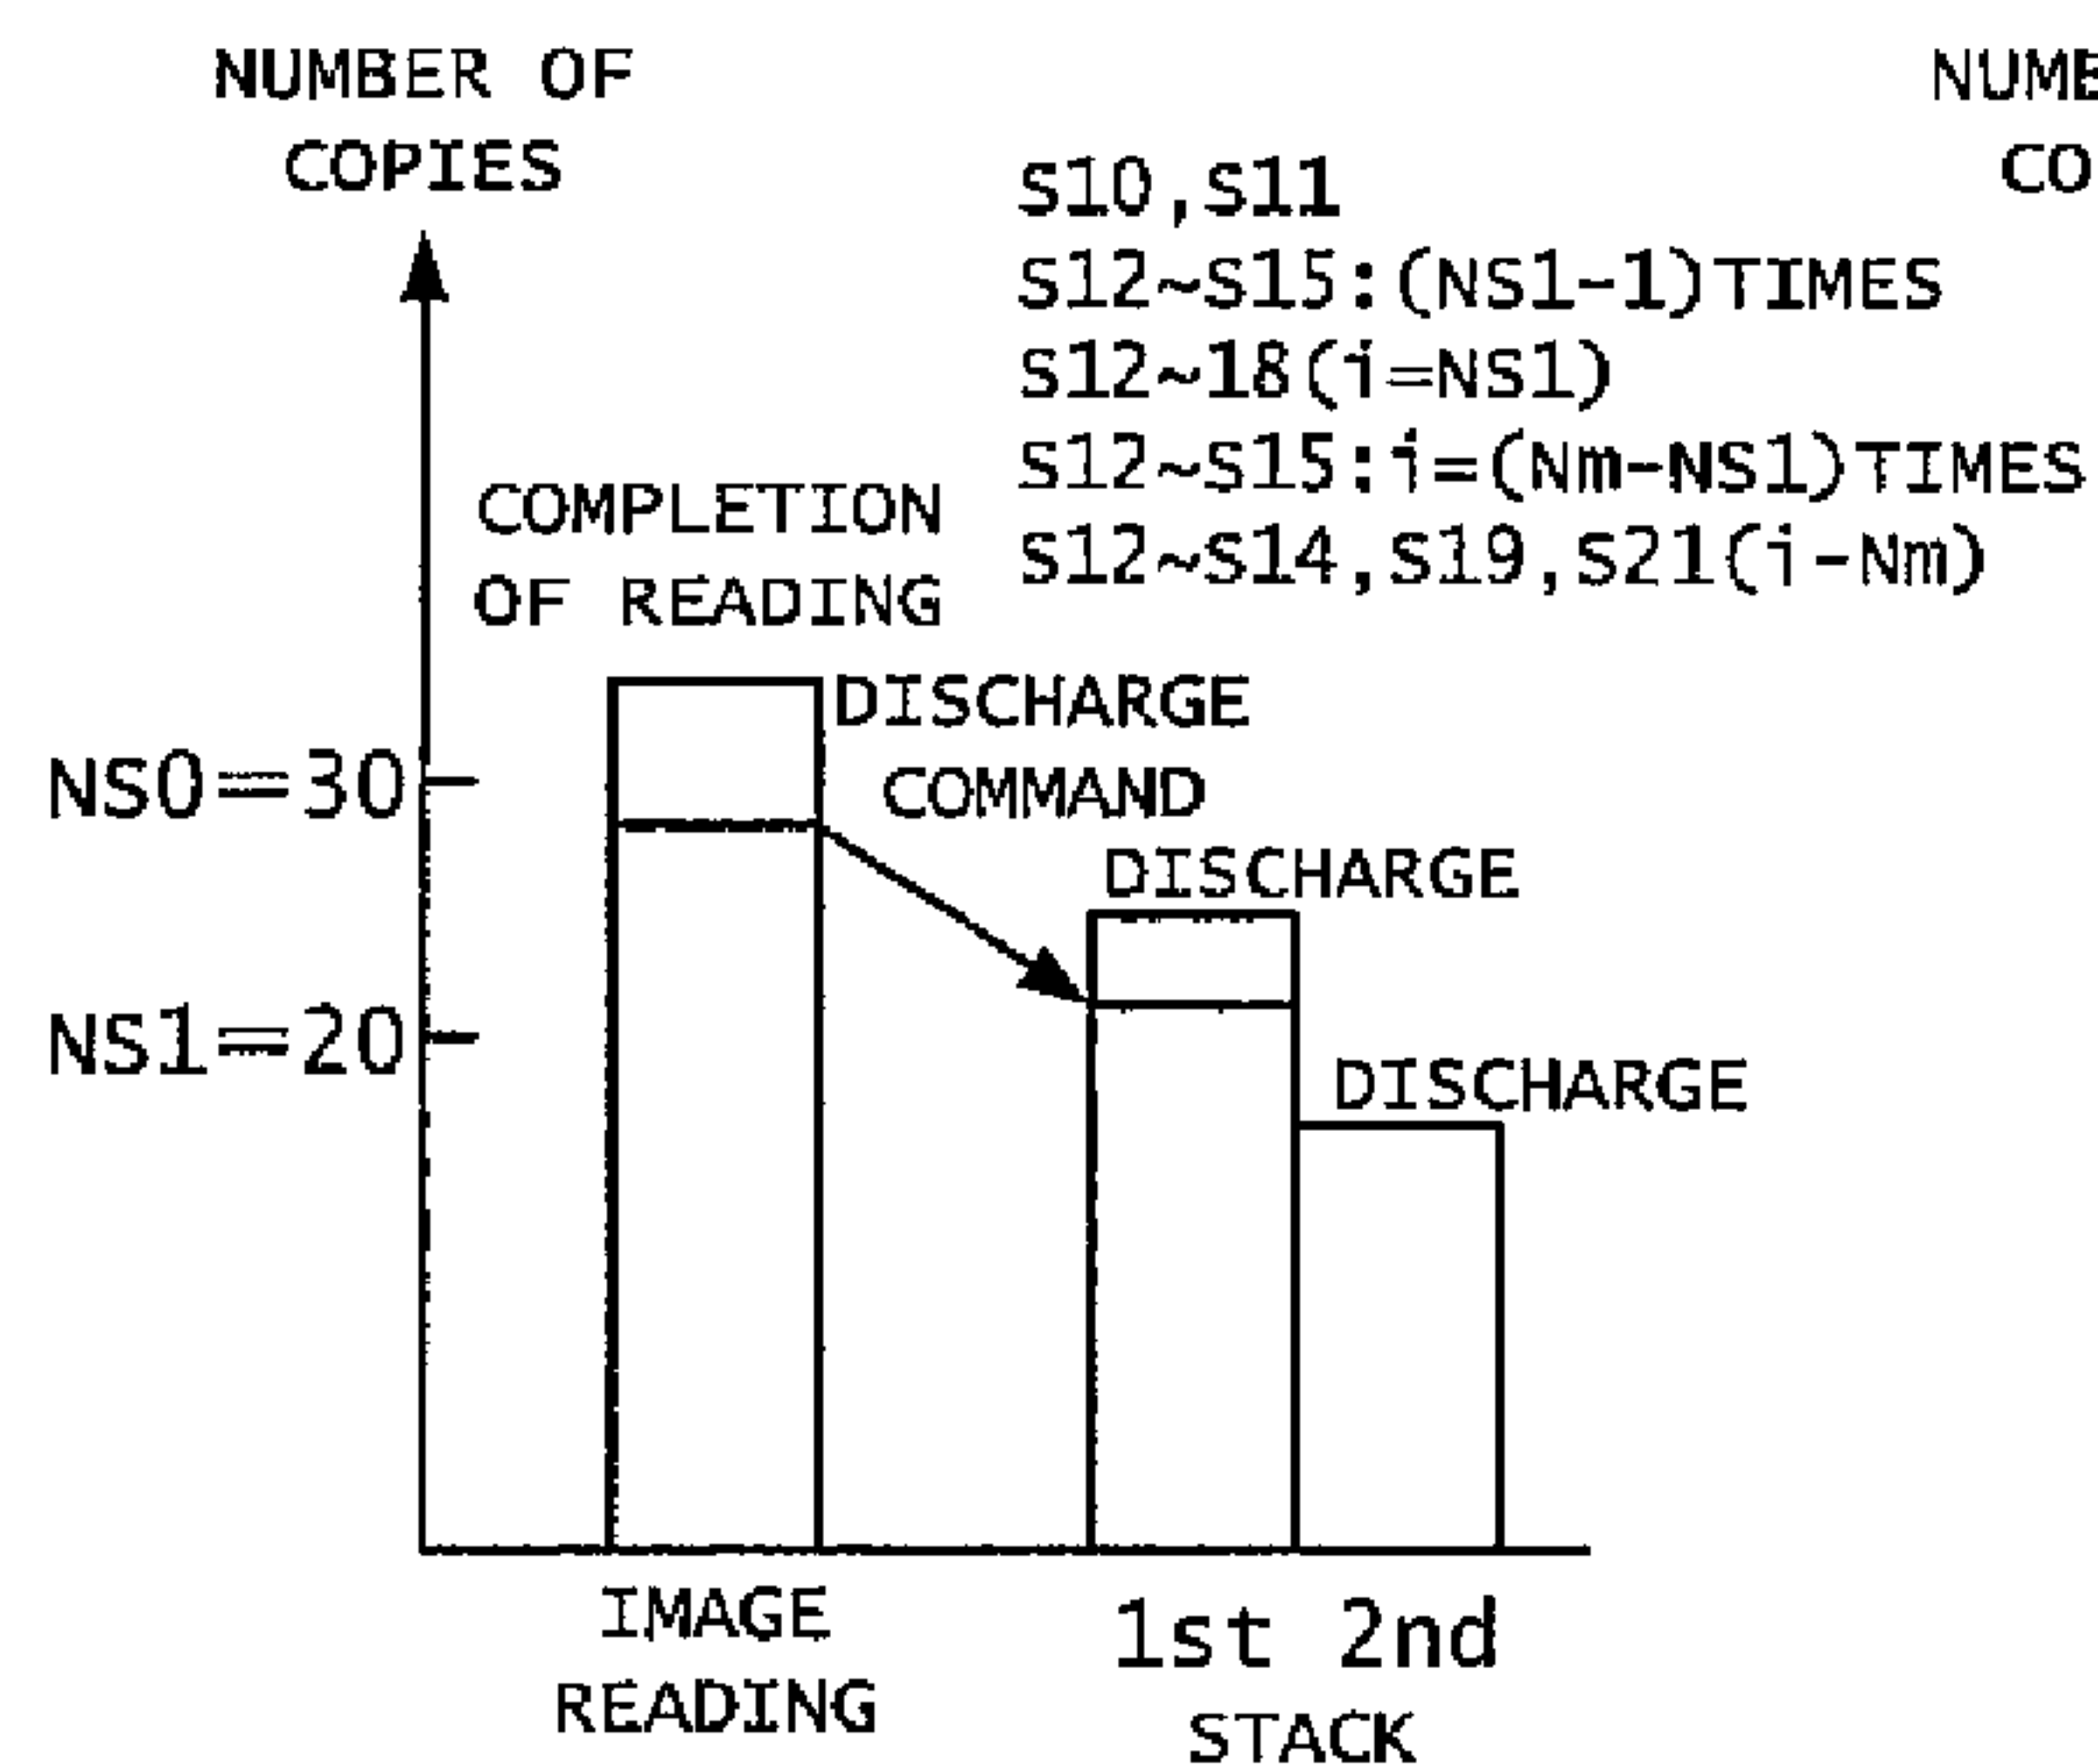 NUMBER OF
COPIES
S10,S11
S12~S15:(NS1-1)TIMES
S12~18(i=NS1)
S12~S15:i=(Nm-NS1)TIMES
S12~S14,S19,S21(i-Nm)
COMPLETION
OF READING
DISCHARGE
COMMAND
NS0=30
DISCHARGE
NS1=20
DISCHARGE
IMAGE
READING
1st 2nd
STACK